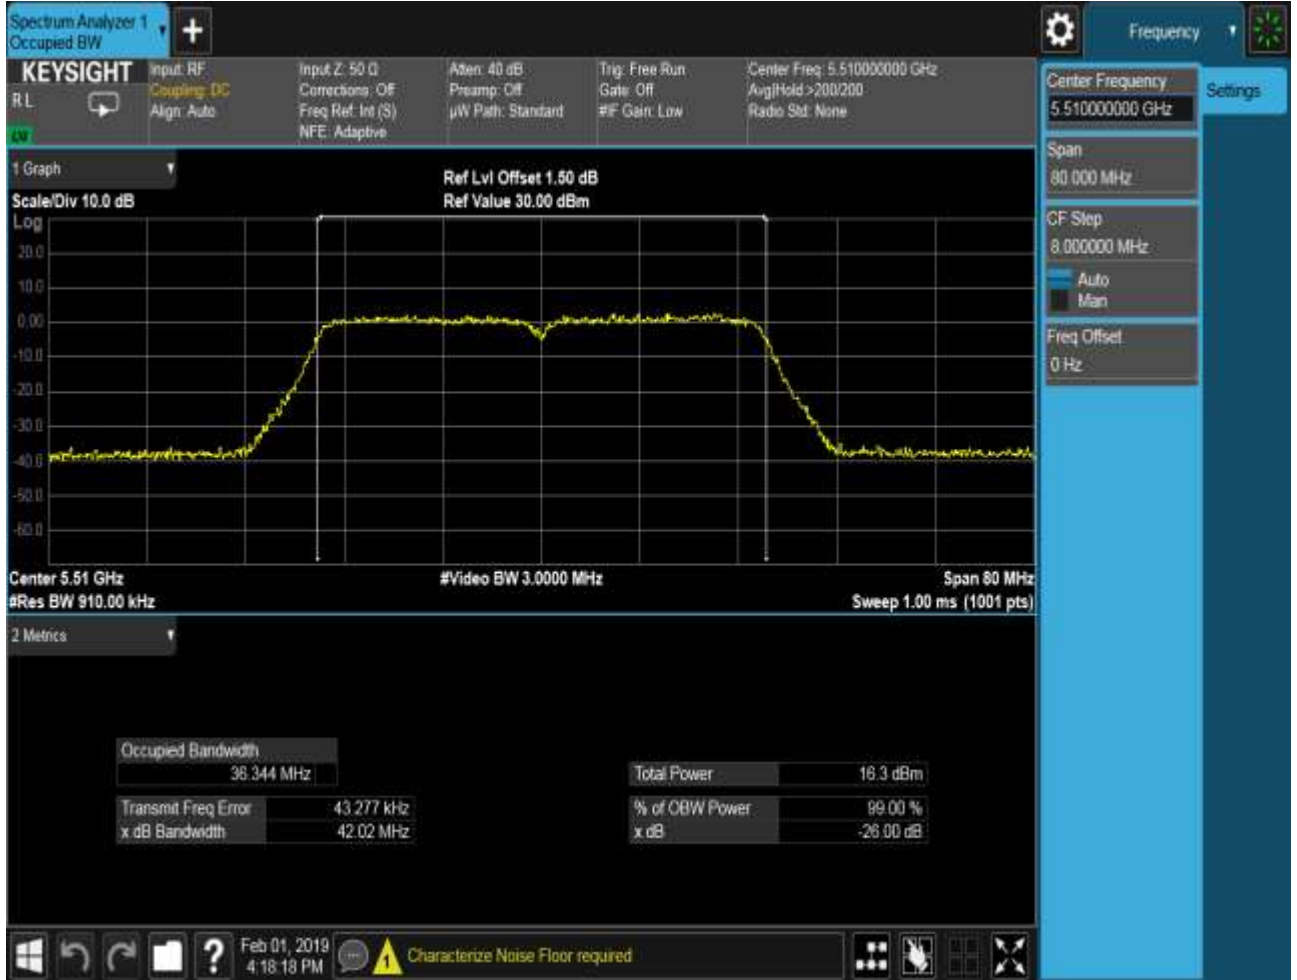 Spectrum Analyzer 1
Occupied BW
Frequency
KEYSIGHT
R L
Input: RF
Coupling: DC
Align: Auto
Input Z: 50 Ω
Corrections: Off
Freq Ref: Int (S)
NFE: Adaptive
Atten: 40 dB
Preamp: Off
µW Path: Standard
Trig: Free Run
Gate: Off
#IF Gain: Low
Center Freq: 5.510000000 GHz
Avg|Hold:>200/200
Radio Std: None
Center Frequency
5.510000000 GHz
Settings
Span
80.000 MHz
CF Step
8.000000 MHz
Auto
Man
Freq Offset
0 Hz
1 Graph
Ref Lvl Offset 1.50 dB
Scale/Div 10.0 dB
Ref Value 30.00 dBm
Log
20.0
10.0
0.00
-10.0
-20.0
-30.0
-40.0
-50.0
-60.0
Center 5.51 GHz
#Video BW 3.0000 MHz
Span 80 MHz
#Res BW 910.00 kHz
Sweep 1.00 ms (1001 pts)
2 Metrics
Occupied Bandwidth
36.344 MHz
Total Power 16.3 dBm
Transmit Freq Error 43.277 kHz
% of OBW Power 99.00 %
x dB Bandwidth 42.02 MHz
x dB -26.00 dB
?
Feb 01, 2019
4:18:18 PM
1
Characterize Noise Floor required